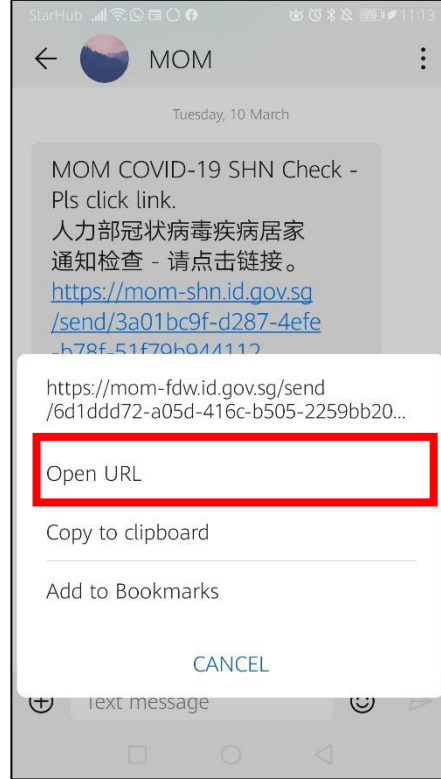 StarHub 11:13
MOM
Tuesday, 10 March
MOM COVID-19 SHN Check -
Pls click link.
人力部冠状病毒疾病居家
通知检查 - 请点击链接。
https://mom-shn.id.gov.sg
/send/3a01bc9f-d287-4efe
-b78f-51f79b944112
https://mom-fdw.id.gov.sg/send
/6d1ddd72-a05d-416c-b505-2259bb20...
Open URL
Copy to clipboard
Add to Bookmarks
CANCEL
Text message